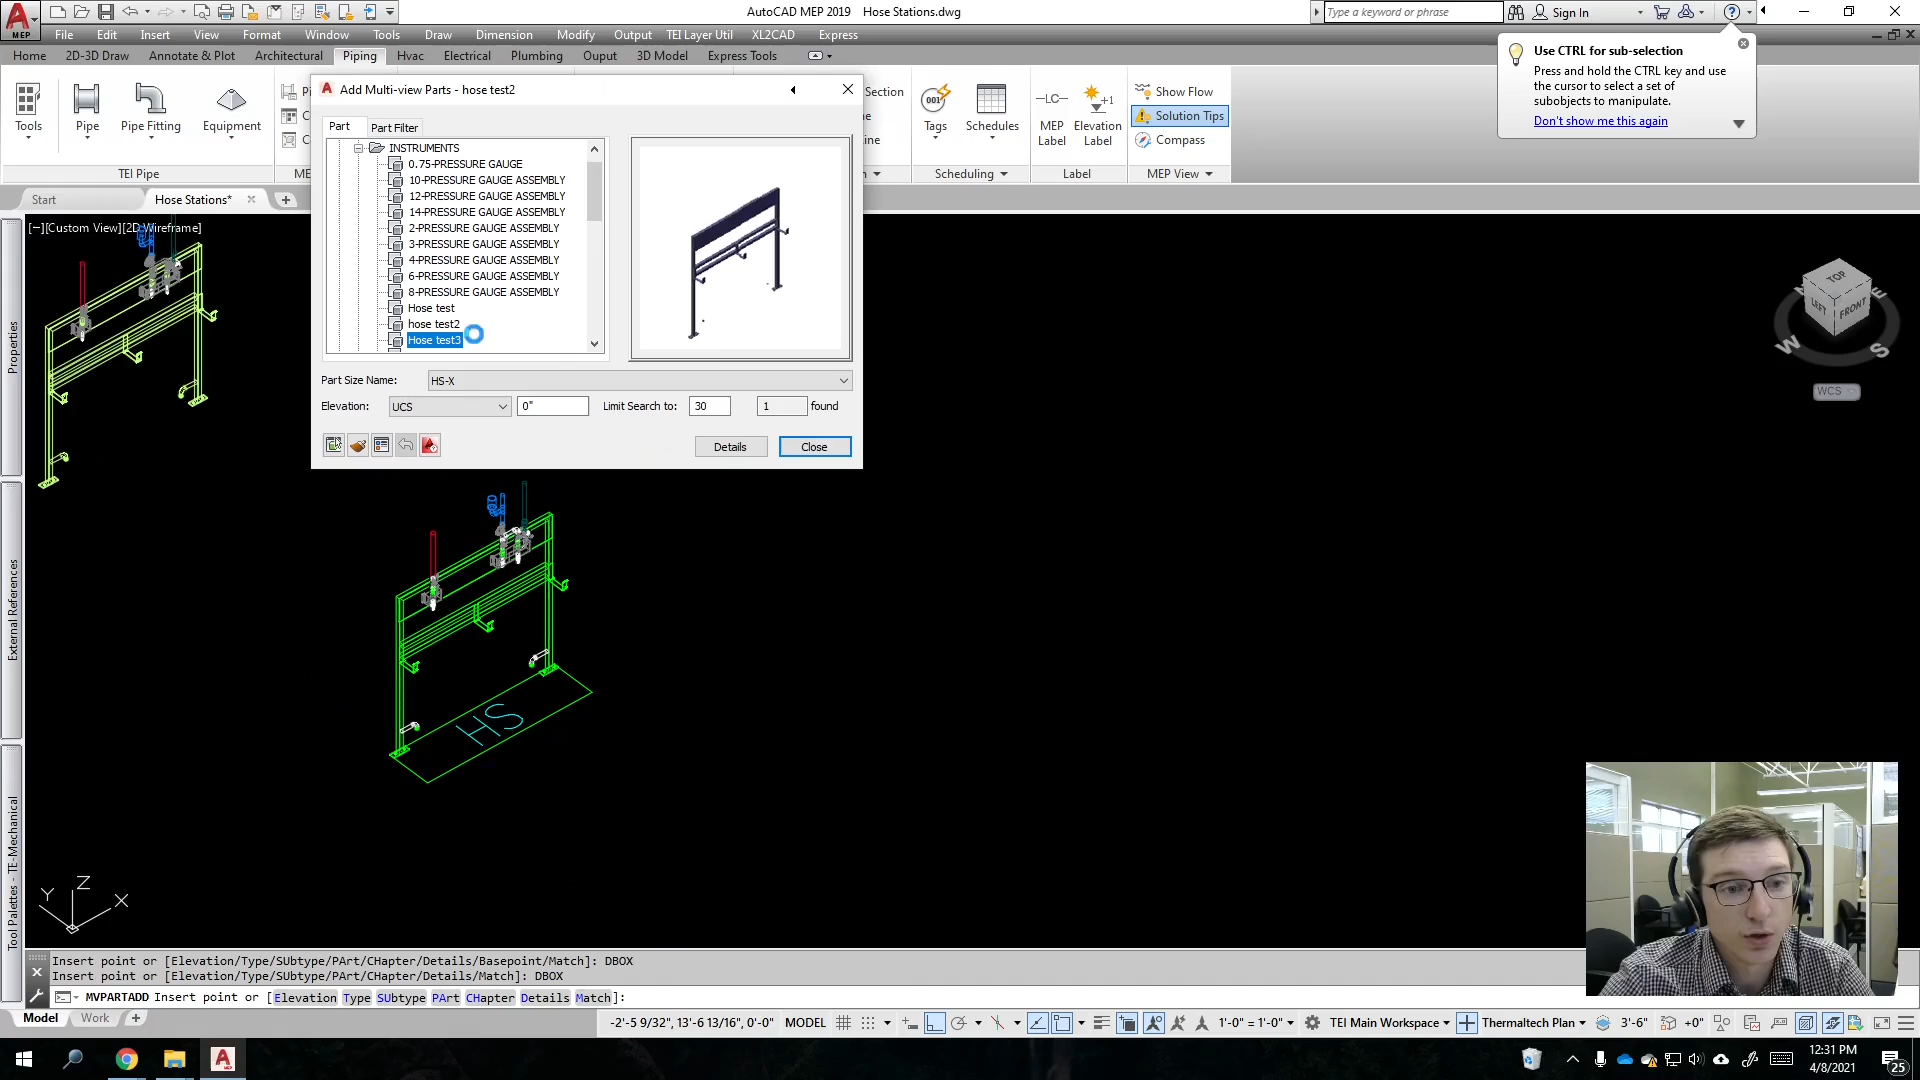 AutoCAD MEP 2019 Hose Stations.dwg
Type a keyword or phrase
Sign In
MEP
File Edit Insert View Format Window Tools Draw Dimension Modify Output TEI Layer Util XL2CAD Express
Home 2D-3D Draw Annotate & Plot Architectural Piping Hvac Electrical Plumbing Ouput 3D Model Express Tools
Use CTRL for sub-selection
Press and hold the CTRL key and use
the cursor to select a set of
subobjects to manipulate.
Don't show me this again
Tools
Pipe
Pipe Fitting
Equipment
TEI Pipe
Section
001
Tags
Schedules
Scheduling
-LC-
MEP
Label
+1
Elevation
Label
Label
Show Flow
Solution Tips
Compass
MEP View
Start
Hose Stations*
[−][Custom View][2D Wireframe]
Add Multi-view Parts - hose test2
Part
Part Filter
INSTRUMENTS
0.75-PRESSURE GAUGE
10-PRESSURE GAUGE ASSEMBLY
12-PRESSURE GAUGE ASSEMBLY
14-PRESSURE GAUGE ASSEMBLY
2-PRESSURE GAUGE ASSEMBLY
3-PRESSURE GAUGE ASSEMBLY
4-PRESSURE GAUGE ASSEMBLY
6-PRESSURE GAUGE ASSEMBLY
8-PRESSURE GAUGE ASSEMBLY
Hose test
hose test2
Hose test3
Part Size Name: HS-X
Elevation: UCS 0" Limit Search to: 30 1 found
Details
Close
Properties
External References
Tool Palettes - TE-Mechanical
HS
TOP
LEFT
FRONT
W
S
E
WCS
Y Z X
Insert point or [Elevation/Type/SUbtype/PArt/CHapter/Details/Basepoint/Match]: DBOX
Insert point or [Elevation/Type/SUbtype/PArt/CHapter/Details/Match]: DBOX
MVPARTADD Insert point or [Elevation Type SUbtype PArt CHapter Details Match]:
Model
Work
-2'-5 9/32", 13'-6 13/16", 0'-0" MODEL 1'-0" = 1'-0" TEI Main Workspace Thermaltech Plan 3'-6" +0"
12:31 PM
4/8/2021
25